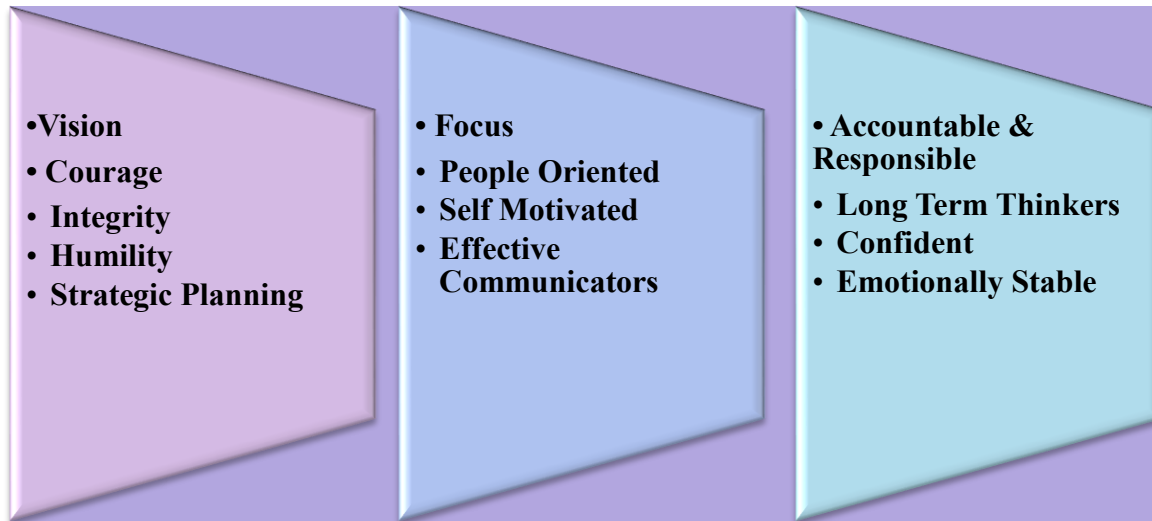 •Vision
• Courage
• Integrity
• Humility
• Strategic Planning
• Focus
• People Oriented
• Self Motivated
• Effective
Communicators
• Accountable &
Responsible
• Long Term Thinkers
• Confident
• Emotionally Stable